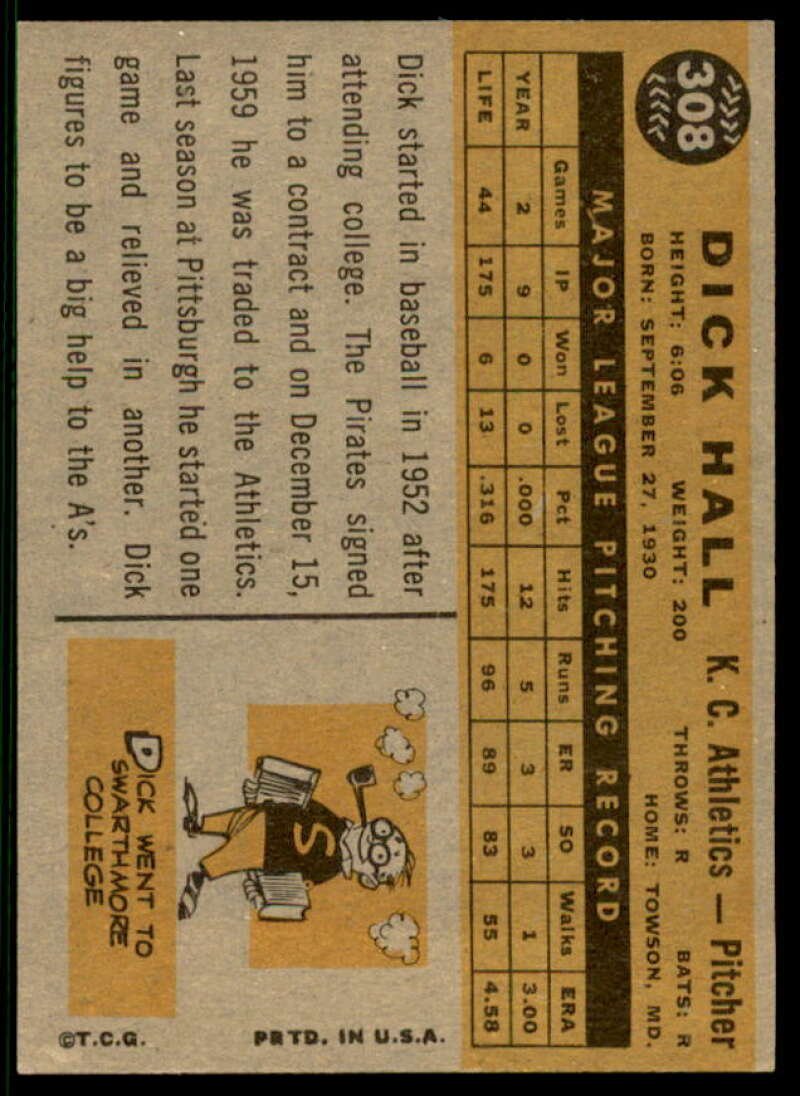 308
DICK HALL K. C. Athletics — Pitcher
HEIGHT: 6:06 WEIGHT: 200 THROWS: R BATS: R
BORN: SEPTEMBER 27, 1930 HOME: TOWSON, MD.
MAJOR LEAGUE PITCHING RECORD
Games IP Won Lost Pct Hits Runs ER SO Walks ERA
YEAR 2 9 0 0 .000 12 5 3 3 1 3.00
LIFE 44 175 6 13 .316 175 96 89 83 55 4.58
Dick started in baseball in 1952 after
attending college. The Pirates signed
him to a contract and on December 15,
1959 he was traded to the Athletics.
Last season at Pittsburgh he started one
game and relieved in another. Dick
figures to be a big help to the A's.
S
DICK WENT TO
SWARTHMORE
COLLEGE
©T.C.G. PRTD. IN U.S.A.